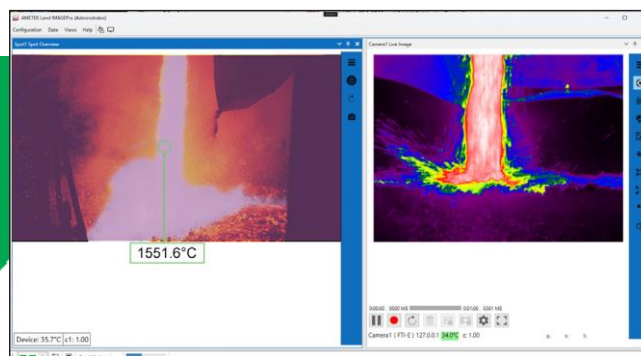 AMETEK Land IMAGEPro (Administrator)
Configuration Data Views Help
Spot1 Spot Overview
Camera1 Live Image
1551.6°C
Device: 35.7°C ε1: 1.00
Camera1 ( FTI-E ) 127.0.0.1 34.0°C ε: 1.00